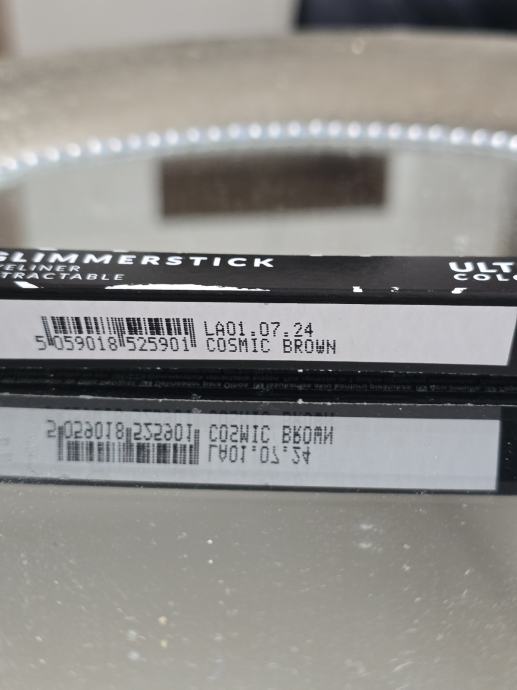 GLIMMERSTICK
EYELINER
RETRACTABLE
ULT
COLO
LA01.07.24
5 059018 525901
COSMIC BROWN